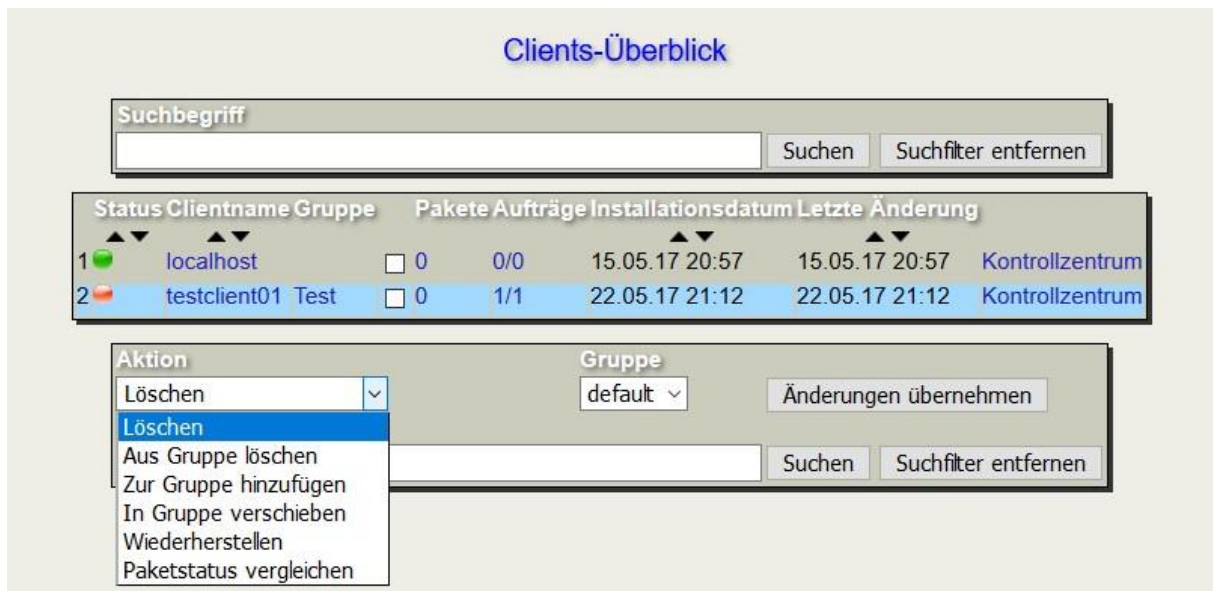 Clients-Überblick
Suchbegriff
Suchen Suchfilter entfernen
Status Clientname Gruppe Pakete Aufträge Installationsdatum Letzte Änderung
1 localhost 0 0/0 15.05.17 20:57 15.05.17 20:57 Kontrollzentrum
2 testclient01 Test 0 1/1 22.05.17 21:12 22.05.17 21:12 Kontrollzentrum
Aktion Gruppe
Löschen default Änderungen übernehmen
Löschen
Aus Gruppe löschen Suchen Suchfilter entfernen
Zur Gruppe hinzufügen
In Gruppe verschieben
Wiederherstellen
Paketstatus vergleichen